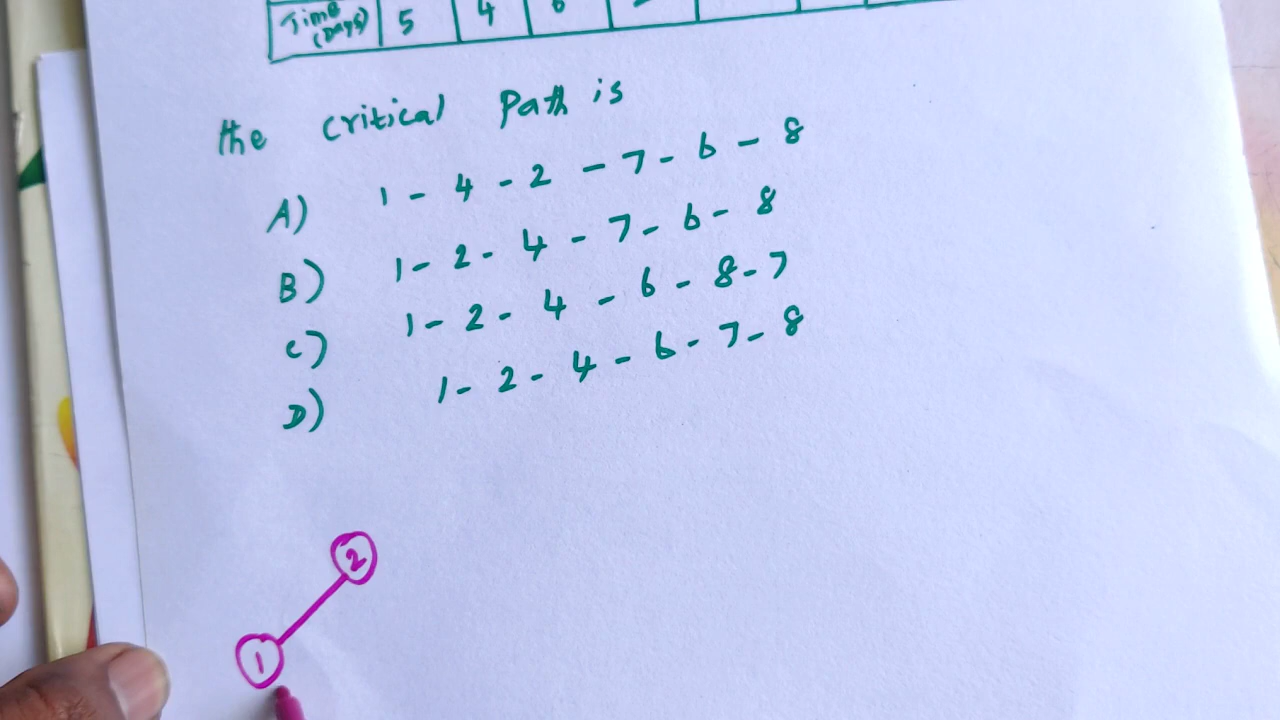 Time (Days) 5 4 6
the critical Path is
A) 1 - 4 - 2 - 7 - 6 - 8
B) 1 - 2 - 4 - 7 - 6 - 8
C) 1 - 2 - 4 - 6 - 8 - 7
D) 1 - 2 - 4 - 6 - 7 - 8
2
1